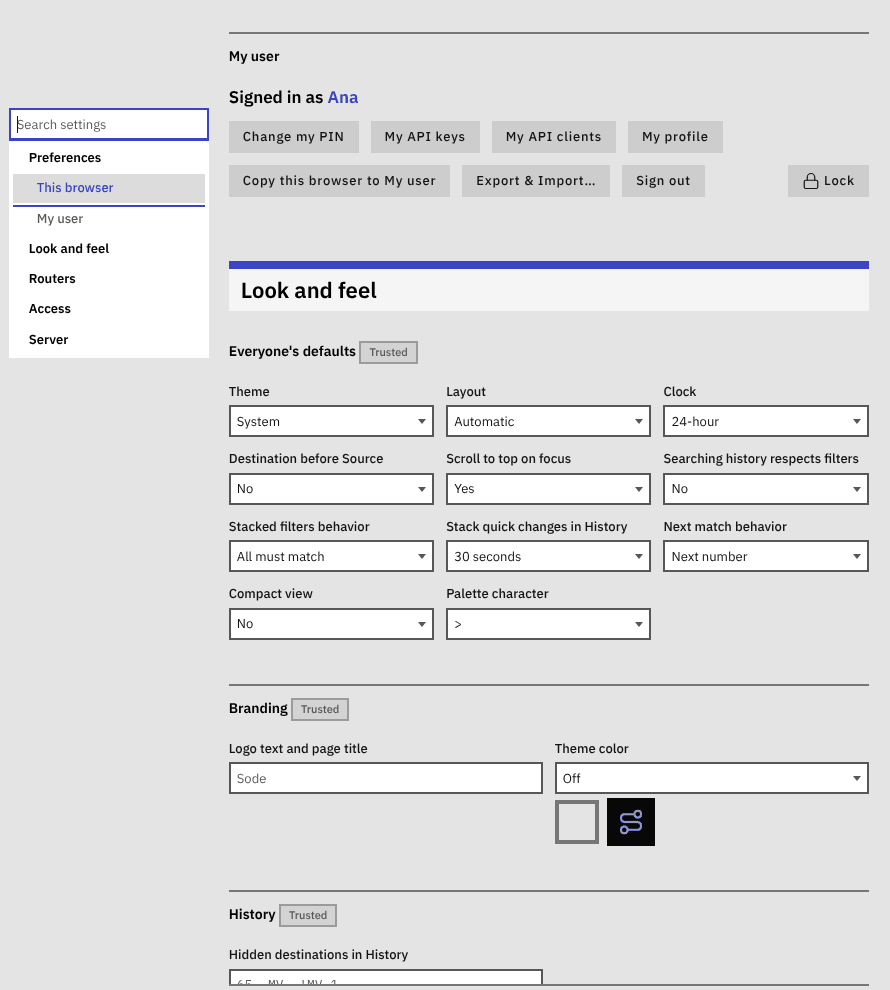 My user
Signed in as Ana
Change my PIN
My API keys
My API clients
My profile
Copy this browser to My user
Export & Import...
Sign out
Lock
Search settings
Preferences
This browser
My user
Look and feel
Routers
Access
Server
Look and feel
Everyone's defaults Trusted
Theme
System
Layout
Automatic
Clock
24-hour
Destination before Source
No
Scroll to top on focus
Yes
Searching history respects filters
No
Stacked filters behavior
All must match
Stack quick changes in History
30 seconds
Next match behavior
Next number
Compact view
No
Palette character
>
Branding Trusted
Logo text and page title
Sode
Theme color
Off
History Trusted
Hidden destinations in History